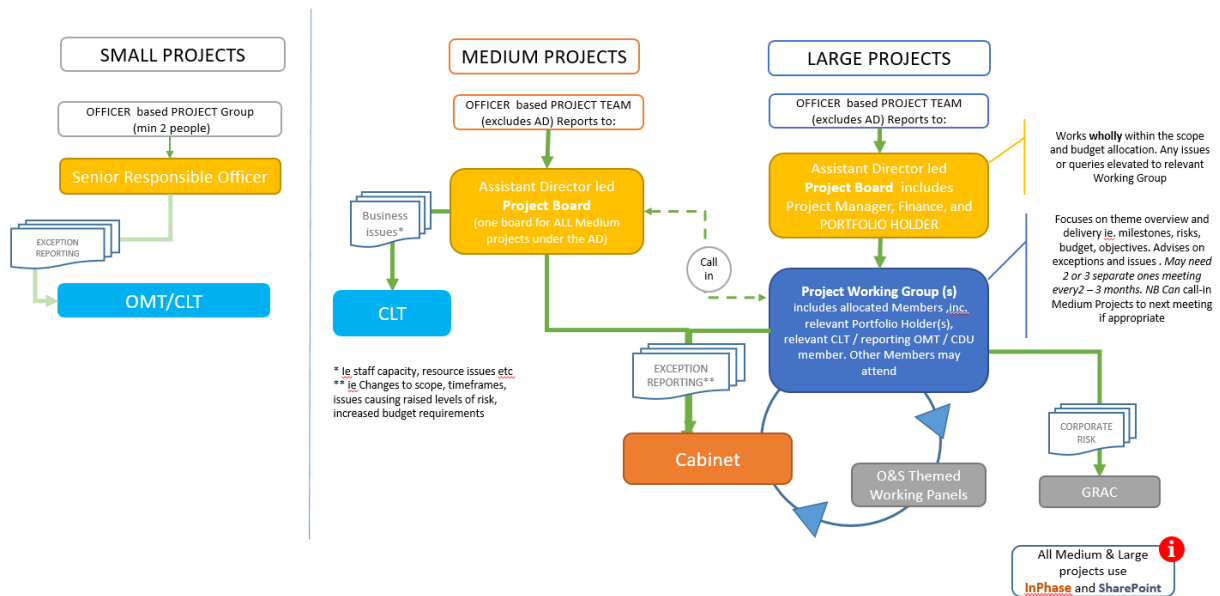 SMALL PROJECTS
OFFICER based PROJECT Group
(min 2 people)
Senior Responsible Officer
EXCEPTION
REPORTING
OMT/CLT
MEDIUM PROJECTS
OFFICER based PROJECT TEAM
(excludes AD) Reports to:
Assistant Director led
Project Board
(one board for ALL Medium
projects under the AD)
Business
issues*
CLT
* Ie staff capacity, resource issues etc
** ie Changes to scope, timeframes,
issues causing raised levels of risk,
increased budget requirements
Call
in
LARGE PROJECTS
OFFICER based PROJECT TEAM
(excludes AD) Reports to:
Assistant Director led
Project Board includes
Project Manager, Finance, and
PORTFOLIO HOLDER
Works wholly within the scope
and budget allocation. Any issues
or queries elevated to relevant
Working Group
Project Working Group (s)
includes allocated Members ,inc.
relevant Portfolio Holder(s),
relevant CLT / reporting OMT / CDU
member. Other Members may
attend
Focuses on theme overview and
delivery ie. milestones, risks,
budget, objectives. Advises on
exceptions and issues . May need
2 or 3 separate ones meeting
every2 – 3 months. NB Can call-in
Medium Projects to next meeting
if appropriate
EXCEPTION
REPORTING**
Cabinet
O&S Themed
Working Panels
CORPORATE
RISK
GRAC
All Medium & Large
projects use
InPhase and SharePoint
i